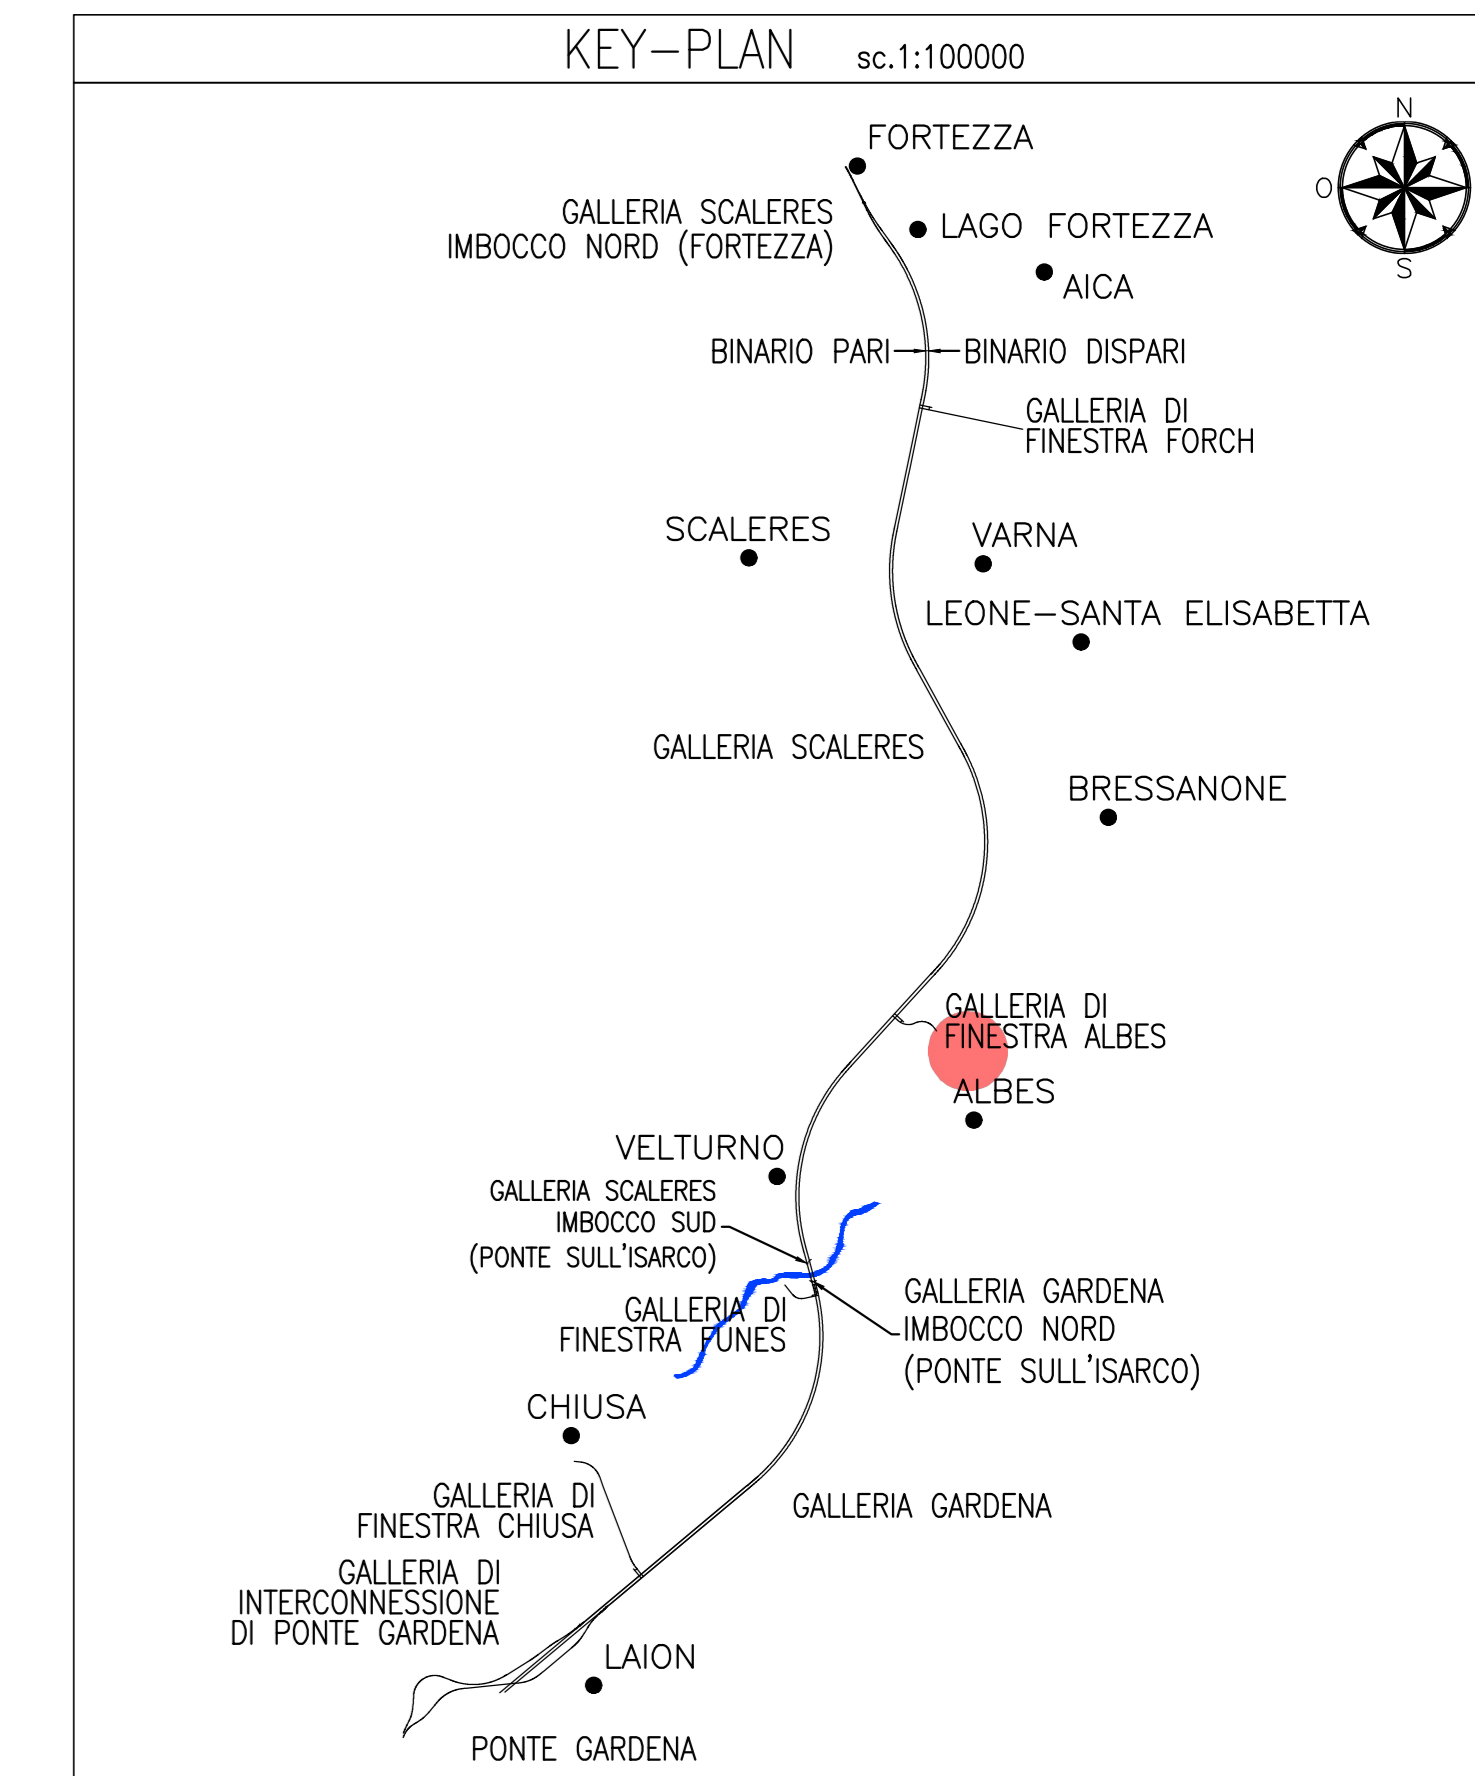 KEY-PLAN sc.1:100000
N
O
S
FORTEZZA
GALLERIA SCALERES
IMBOCCO NORD (FORTEZZA)
LAGO FORTEZZA
AICA
BINARIO PARI
BINARIO DISPARI
GALLERIA DI
FINESTRA FORCH
SCALERES
VARNA
LEONE-SANTA ELISABETTA
GALLERIA SCALERES
BRESSANONE
GALLERIA DI
FINESTRA ALBES
ALBES
VELTURNO
GALLERIA SCALERES
IMBOCCO SUD
(PONTE SULL'ISARCO)
GALLERIA GARDENA
IMBOCCO NORD
(PONTE SULL'ISARCO)
GALLERIA DI
FINESTRA FUNES
CHIUSA
GALLERIA DI
FINESTRA CHIUSA
GALLERIA GARDENA
GALLERIA DI
INTERCONNESSIONE
DI PONTE GARDENA
LAION
PONTE GARDENA